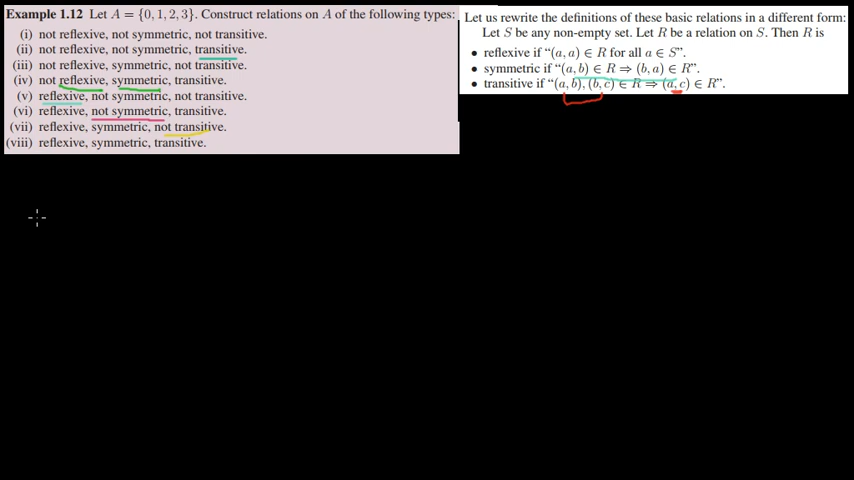 Example 1.12 Let A = {0, 1, 2, 3}. Construct relations on A of the following types:
(i) not reflexive, not symmetric, not transitive.
(ii) not reflexive, not symmetric, transitive.
(iii) not reflexive, symmetric, not transitive.
(iv) not reflexive, symmetric, transitive.
(v) reflexive, not symmetric, not transitive.
(vi) reflexive, not symmetric, transitive.
(vii) reflexive, symmetric, not transitive.
(viii) reflexive, symmetric, transitive.
Let us rewrite the definitions of these basic relations in a different form:
Let S be any non-empty set. Let R be a relation on S. Then R is
• reflexive if “(a, a) ∈ R for all a ∈ S”.
• symmetric if “(a, b) ∈ R ⇒ (b, a) ∈ R”.
• transitive if “(a, b), (b, c) ∈ R ⇒ (a, c) ∈ R”.